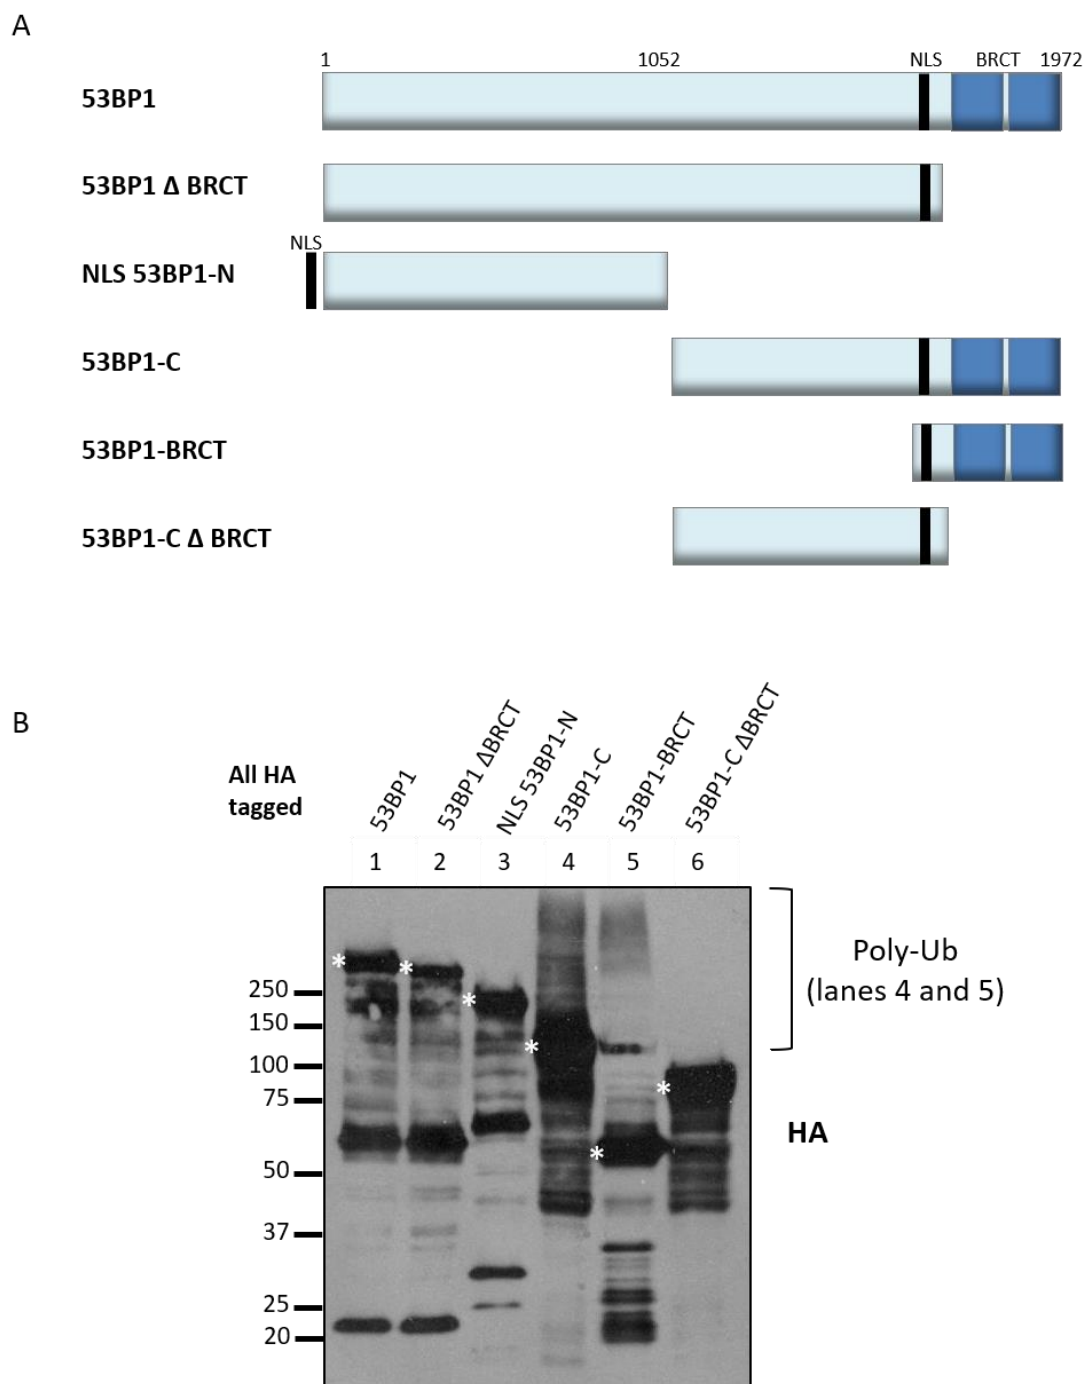 A
1 1052 NLS BRCT 1972
53BP1
53BP1 Δ BRCT
NLS
NLS 53BP1-N
53BP1-C
53BP1-BRCT
53BP1-C Δ BRCT
B
All HA
tagged
53BP1
53BP1 ΔBRCT
NLS 53BP1-N
53BP1-C
53BP1-BRCT
53BP1-C ΔBRCT
1 2 3 4 5 6
*
*
*
*
*
*
250
150
100
75
50
37
25
20
Poly-Ub
(lanes 4 and 5)
HA